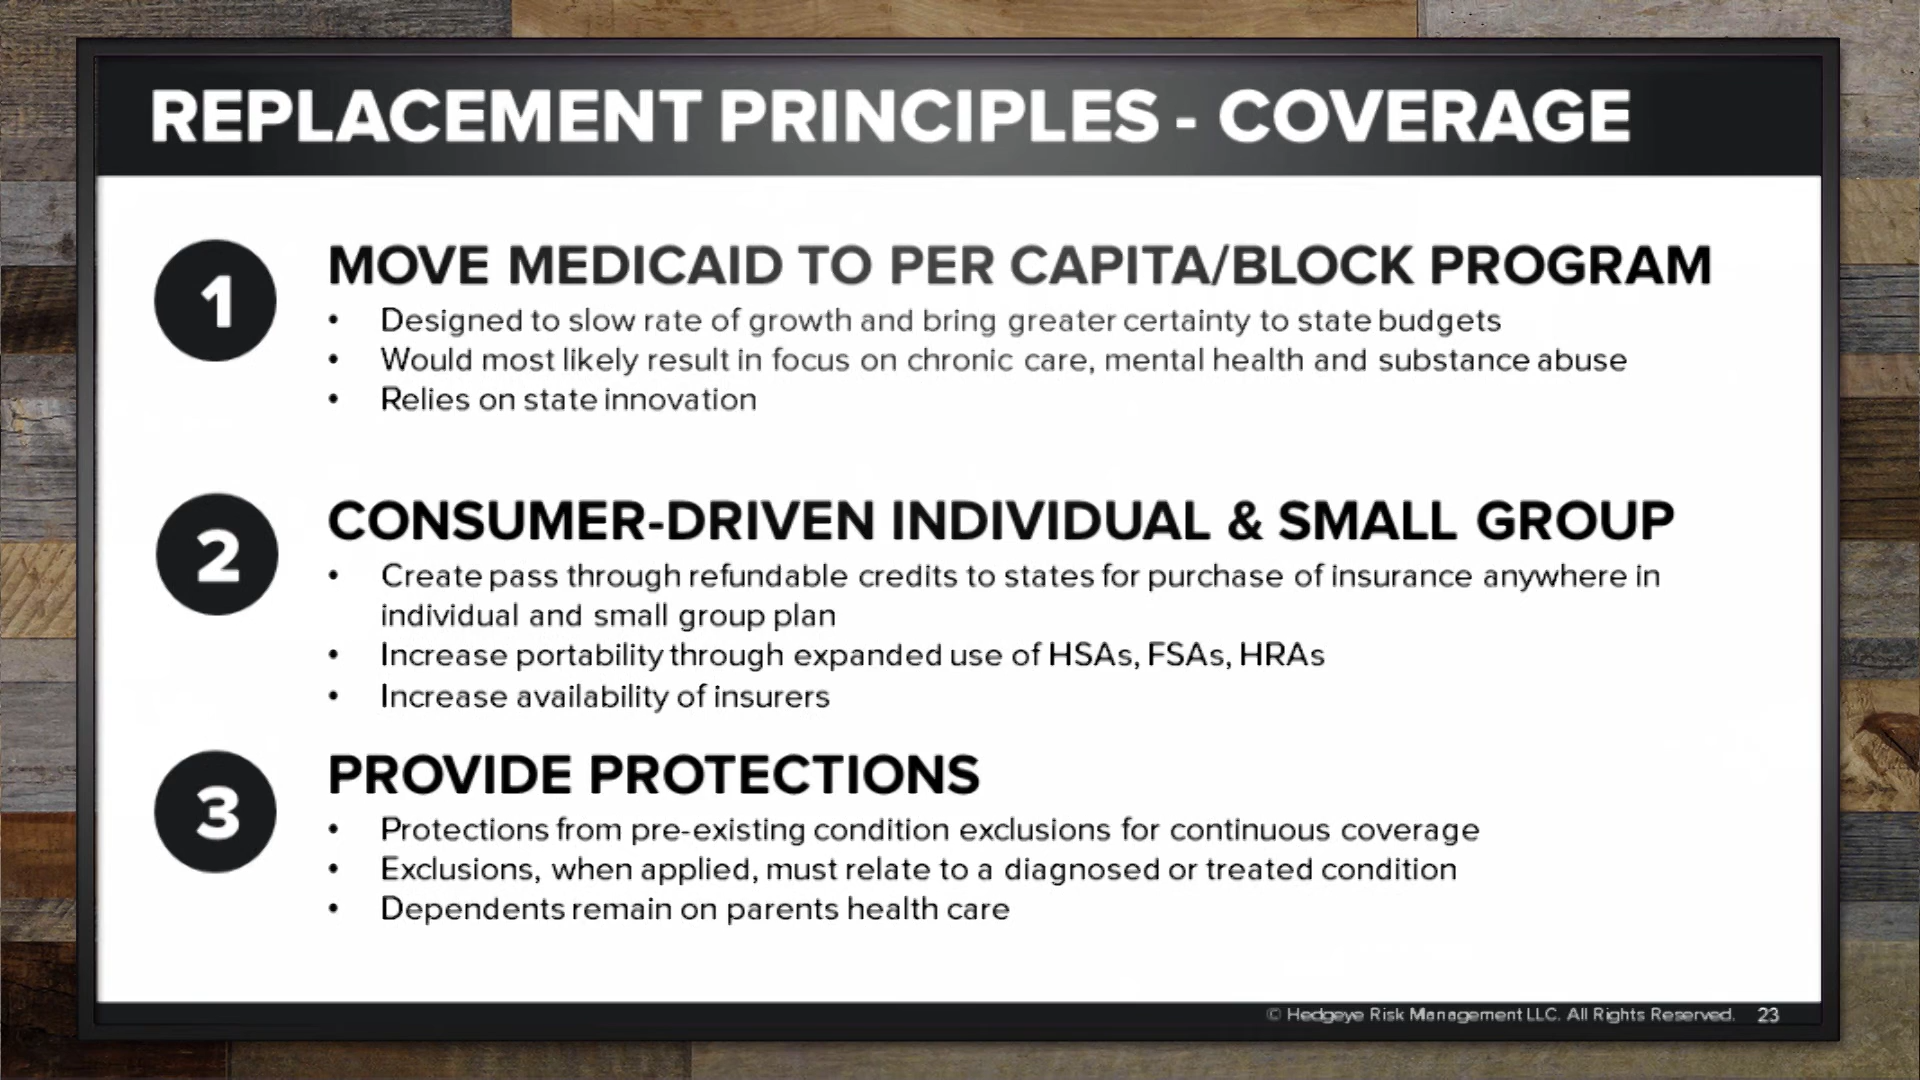 REPLACEMENT PRINCIPLES - COVERAGE
1
MOVE MEDICAID TO PER CAPITA/BLOCK PROGRAM
• Designed to slow rate of growth and bring greater certainty to state budgets
• Would most likely result in focus on chronic care, mental health and substance abuse
• Relies on state innovation
2
CONSUMER-DRIVEN INDIVIDUAL & SMALL GROUP
• Create pass through refundable credits to states for purchase of insurance anywhere in
individual and small group plan
• Increase portability through expanded use of HSAs, FSAs, HRAs
• Increase availability of insurers
3
PROVIDE PROTECTIONS
• Protections from pre-existing condition exclusions for continuous coverage
• Exclusions, when applied, must relate to a diagnosed or treated condition
• Dependents remain on parents health care
© Hedgeye Risk Management LLC. All Rights Reserved. 23